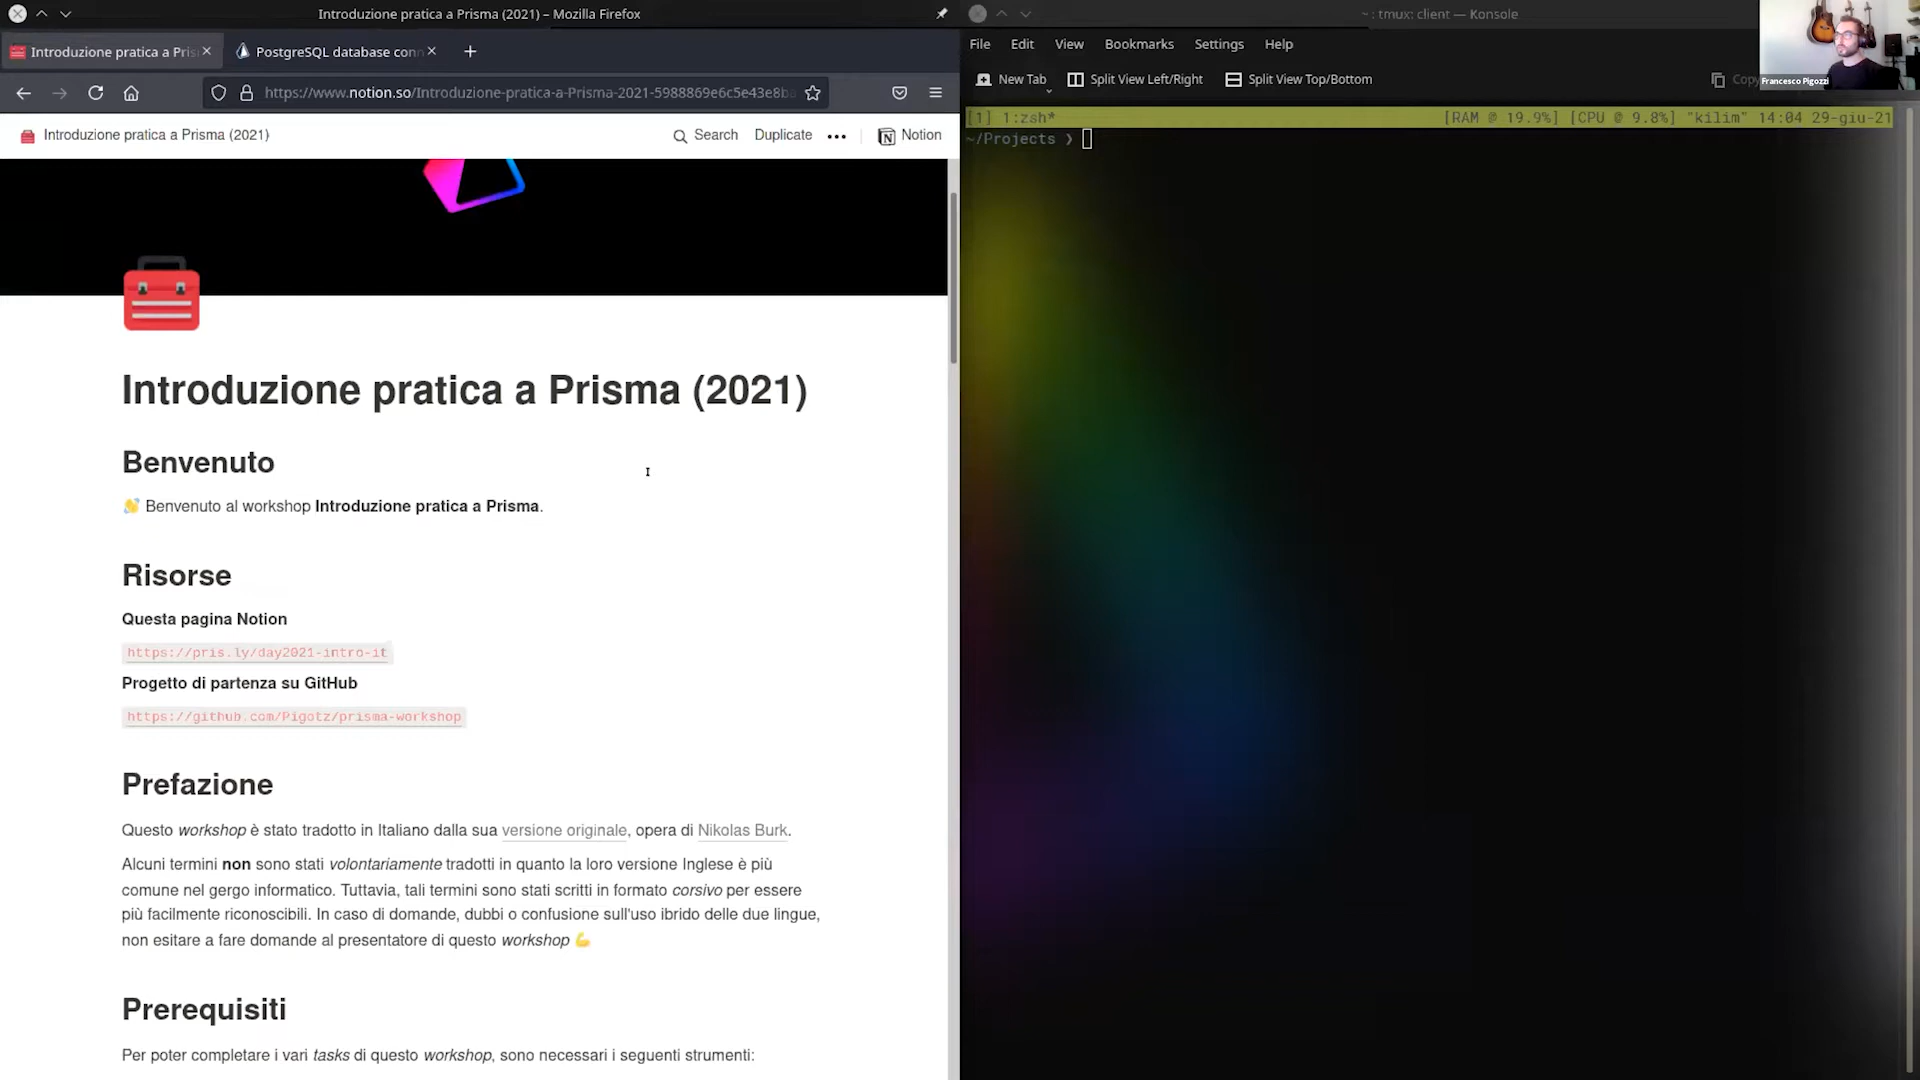 Introduzione pratica a Prisma (2021) – Mozilla Firefox
Introduzione pratica a Pris
PostgreSQL database conn
https://www.notion.so/Introduzione-pratica-a-Prisma-2021-5988869e6c5e43e8ba
Introduzione pratica a Prisma (2021)
Search
Duplicate
Notion
Introduzione pratica a Prisma (2021)
Benvenuto
👋 Benvenuto al workshop Introduzione pratica a Prisma.
Risorse
Questa pagina Notion
https://pris.ly/day2021-intro-it
Progetto di partenza su GitHub
https://github.com/Pigotz/prisma-workshop
Prefazione
Questo workshop è stato tradotto in Italiano dalla sua versione originale, opera di Nikolas Burk.
Alcuni termini non sono stati volontariamente tradotti in quanto la loro versione Inglese è più
comune nel gergo informatico. Tuttavia, tali termini sono stati scritti in formato corsivo per essere
più facilmente riconoscibili. In caso di domande, dubbi o confusione sull'uso ibrido delle due lingue,
non esitare a fare domande al presentatore di questo workshop 💪
Prerequisiti
Per poter completare i vari tasks di questo workshop, sono necessari i seguenti strumenti:
~ : tmux: client — Konsole
File Edit View Bookmarks Settings Help
New Tab Split View Left/Right Split View Top/Bottom Copy
Francesco Pigozzi
[1] 1:zsh* [RAM @ 19.9%] [CPU @ 9.8%] "kilim" 14:04 29-giu-21
~/Projects ❯